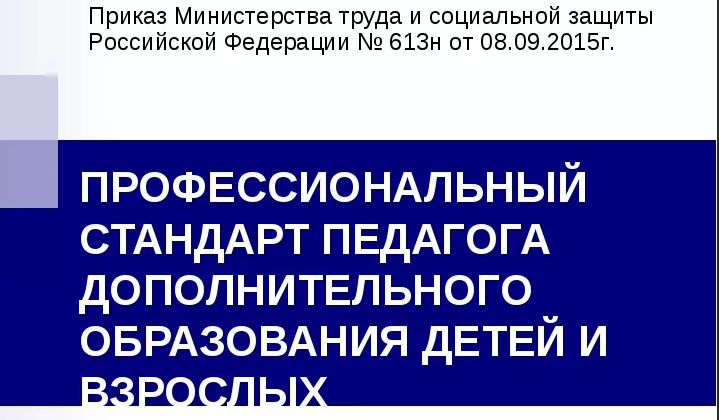 Приказ Министерства труда и социальной защиты
Российской Федерации № 613н от 08.09.2015г.
ПРОФЕССИОНАЛЬНЫЙ
СТАНДАРТ ПЕДАГОГА
ДОПОЛНИТЕЛЬНОГО
ОБРАЗОВАНИЯ ДЕТЕЙ И
ВЗРОСЛЫХ